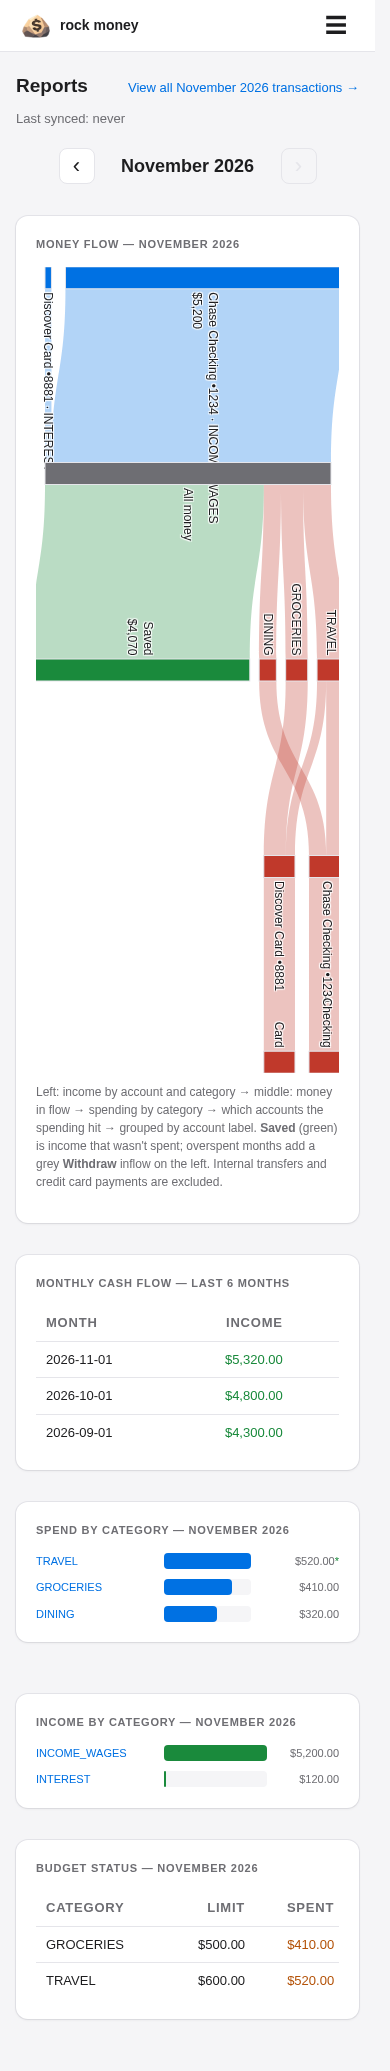 rock money
Reports
View all November 2026 transactions →
Last synced: never
‹
November 2026
›
MONEY FLOW — NOVEMBER 2026
Discover Card •8881 · INTERES
Chase Checking •1234 · INCOM WAGES
$5,200
All money
Saved
$4,070
DINING
GROCERIES
TRAVEL
Discover Card •8881
Chase Checking •123
Card
Checking
Left: income by account and category → middle: money
in flow → spending by category → which accounts the
spending hit → grouped by account label. Saved (green)
is income that wasn't spent; overspent months add a
grey Withdraw inflow on the left. Internal transfers and
credit card payments are excluded.
MONTHLY CASH FLOW — LAST 6 MONTHS
MONTH INCOME
2026-11-01 $5,320.00
2026-10-01 $4,800.00
2026-09-01 $4,300.00
SPEND BY CATEGORY — NOVEMBER 2026
TRAVEL $520.00*
GROCERIES $410.00
DINING $320.00
INCOME BY CATEGORY — NOVEMBER 2026
INCOME_WAGES $5,200.00
INTEREST $120.00
BUDGET STATUS — NOVEMBER 2026
CATEGORY LIMIT SPENT
GROCERIES $500.00 $410.00
TRAVEL $600.00 $520.00